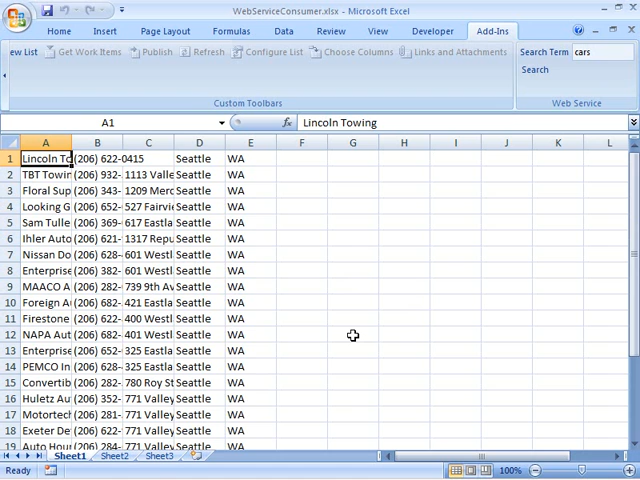 WebServiceConsumer.xlsx - Microsoft Excel
Home Insert Page Layout Formulas Data Review View Developer Add-Ins
ew List Get Work Items Publish Refresh Configure List Choose Columns Links and Attachments Search Term cars
Search
Custom Toolbars Web Service
A1 fx Lincoln Towing
A B C D E F G H I J K L
1 Lincoln To (206) 622-0415 Seattle WA
2 TBT Towin (206) 932- 1113 Valle Seattle WA
3 Floral Sup (206) 343- 1209 Merc Seattle WA
4 Looking G (206) 652- 527 Fairvi Seattle WA
5 Sam Tulle (206) 369- 617 Eastla Seattle WA
6 Ihler Auto (206) 621- 1317 Repu Seattle WA
7 Nissan Do (206) 628- 601 Westl Seattle WA
8 Enterprise (206) 382- 601 Westl Seattle WA
9 MAACO A (206) 282- 739 9th Av Seattle WA
10 Foreign Au (206) 682- 421 Eastla Seattle WA
11 Firestone (206) 622- 400 Westl Seattle WA
12 NAPA Aut (206) 682- 401 Westl Seattle WA
13 Enterprise (206) 652- 325 Eastla Seattle WA
14 PEMCO In (206) 628- 325 Eastla Seattle WA
15 Convertib (206) 282- 780 Roy St Seattle WA
16 Huletz Aut (206) 352- 771 Valley Seattle WA
17 Motortech (206) 281- 771 Valley Seattle WA
18 Exeter De (206) 622- 771 Valley Seattle WA
19 Auto Hour (206) 284- 771 Valley Seattle WA
Sheet1 Sheet2 Sheet3
Ready 100%